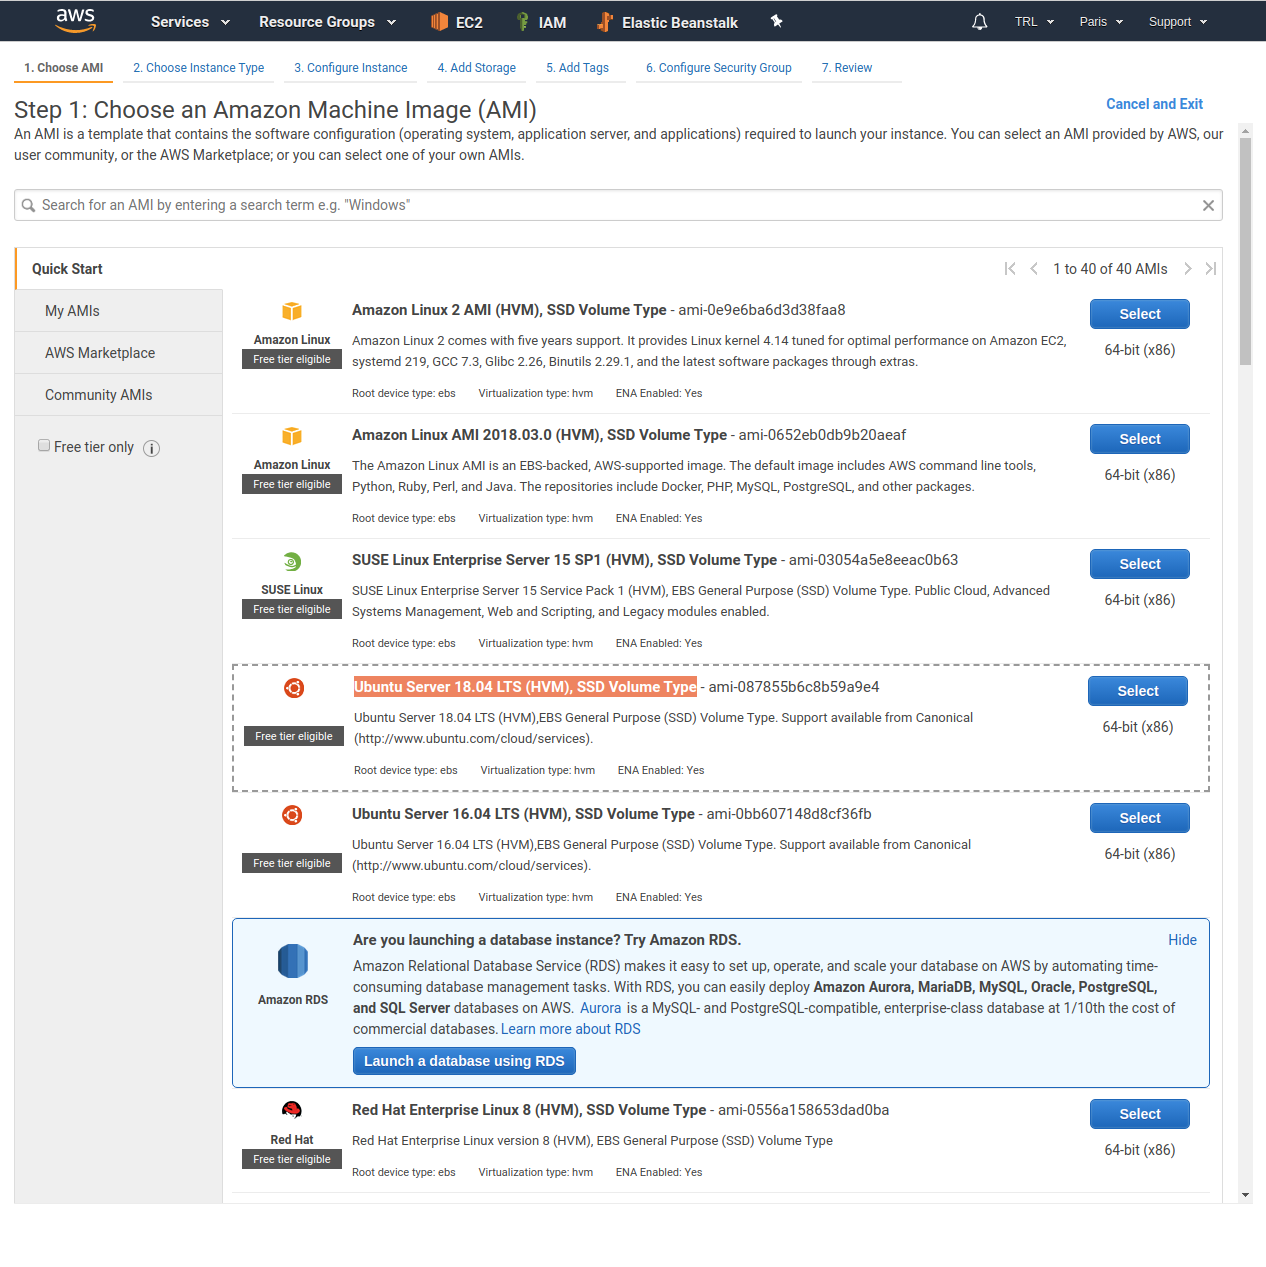 aws Services Resource Groups EC2 IAM Elastic Beanstalk TRL Paris Support
1. Choose AMI 2. Choose Instance Type 3. Configure Instance 4. Add Storage 5. Add Tags 6. Configure Security Group 7. Review
Step 1: Choose an Amazon Machine Image (AMI)
Cancel and Exit
An AMI is a template that contains the software configuration (operating system, application server, and applications) required to launch your instance. You can select an AMI provided by AWS, our
user community, or the AWS Marketplace; or you can select one of your own AMIs.
Search for an AMI by entering a search term e.g. "Windows"
Quick Start
My AMIs
AWS Marketplace
Community AMIs
Free tier only
1 to 40 of 40 AMIs
Amazon Linux
Free tier eligible
Amazon Linux 2 AMI (HVM), SSD Volume Type - ami-0e9e6ba6d3d38faa8
Amazon Linux 2 comes with five years support. It provides Linux kernel 4.14 tuned for optimal performance on Amazon EC2,
systemd 219, GCC 7.3, Glibc 2.26, Binutils 2.29.1, and the latest software packages through extras.
Root device type: ebs Virtualization type: hvm ENA Enabled: Yes
Select
64-bit (x86)
Amazon Linux
Free tier eligible
Amazon Linux AMI 2018.03.0 (HVM), SSD Volume Type - ami-0652eb0db9b20aeaf
The Amazon Linux AMI is an EBS-backed, AWS-supported image. The default image includes AWS command line tools,
Python, Ruby, Perl, and Java. The repositories include Docker, PHP, MySQL, PostgreSQL, and other packages.
Root device type: ebs Virtualization type: hvm ENA Enabled: Yes
Select
64-bit (x86)
SUSE Linux
Free tier eligible
SUSE Linux Enterprise Server 15 SP1 (HVM), SSD Volume Type - ami-03054a5e8eeac0b63
SUSE Linux Enterprise Server 15 Service Pack 1 (HVM), EBS General Purpose (SSD) Volume Type. Public Cloud, Advanced
Systems Management, Web and Scripting, and Legacy modules enabled.
Root device type: ebs Virtualization type: hvm ENA Enabled: Yes
Select
64-bit (x86)
Free tier eligible
Ubuntu Server 18.04 LTS (HVM), SSD Volume Type - ami-087855b6c8b59a9e4
Ubuntu Server 18.04 LTS (HVM),EBS General Purpose (SSD) Volume Type. Support available from Canonical
(http://www.ubuntu.com/cloud/services).
Root device type: ebs Virtualization type: hvm ENA Enabled: Yes
Select
64-bit (x86)
Free tier eligible
Ubuntu Server 16.04 LTS (HVM), SSD Volume Type - ami-0bb607148d8cf36fb
Ubuntu Server 16.04 LTS (HVM),EBS General Purpose (SSD) Volume Type. Support available from Canonical
(http://www.ubuntu.com/cloud/services).
Root device type: ebs Virtualization type: hvm ENA Enabled: Yes
Select
64-bit (x86)
Amazon RDS
Are you launching a database instance? Try Amazon RDS.
Hide
Amazon Relational Database Service (RDS) makes it easy to set up, operate, and scale your database on AWS by automating time-
consuming database management tasks. With RDS, you can easily deploy Amazon Aurora, MariaDB, MySQL, Oracle, PostgreSQL,
and SQL Server databases on AWS. Aurora is a MySQL- and PostgreSQL-compatible, enterprise-class database at 1/10th the cost of
commercial databases. Learn more about RDS
Launch a database using RDS
Red Hat
Free tier eligible
Red Hat Enterprise Linux 8 (HVM), SSD Volume Type - ami-0556a158653dad0ba
Red Hat Enterprise Linux version 8 (HVM), EBS General Purpose (SSD) Volume Type
Root device type: ebs Virtualization type: hvm ENA Enabled: Yes
Select
64-bit (x86)